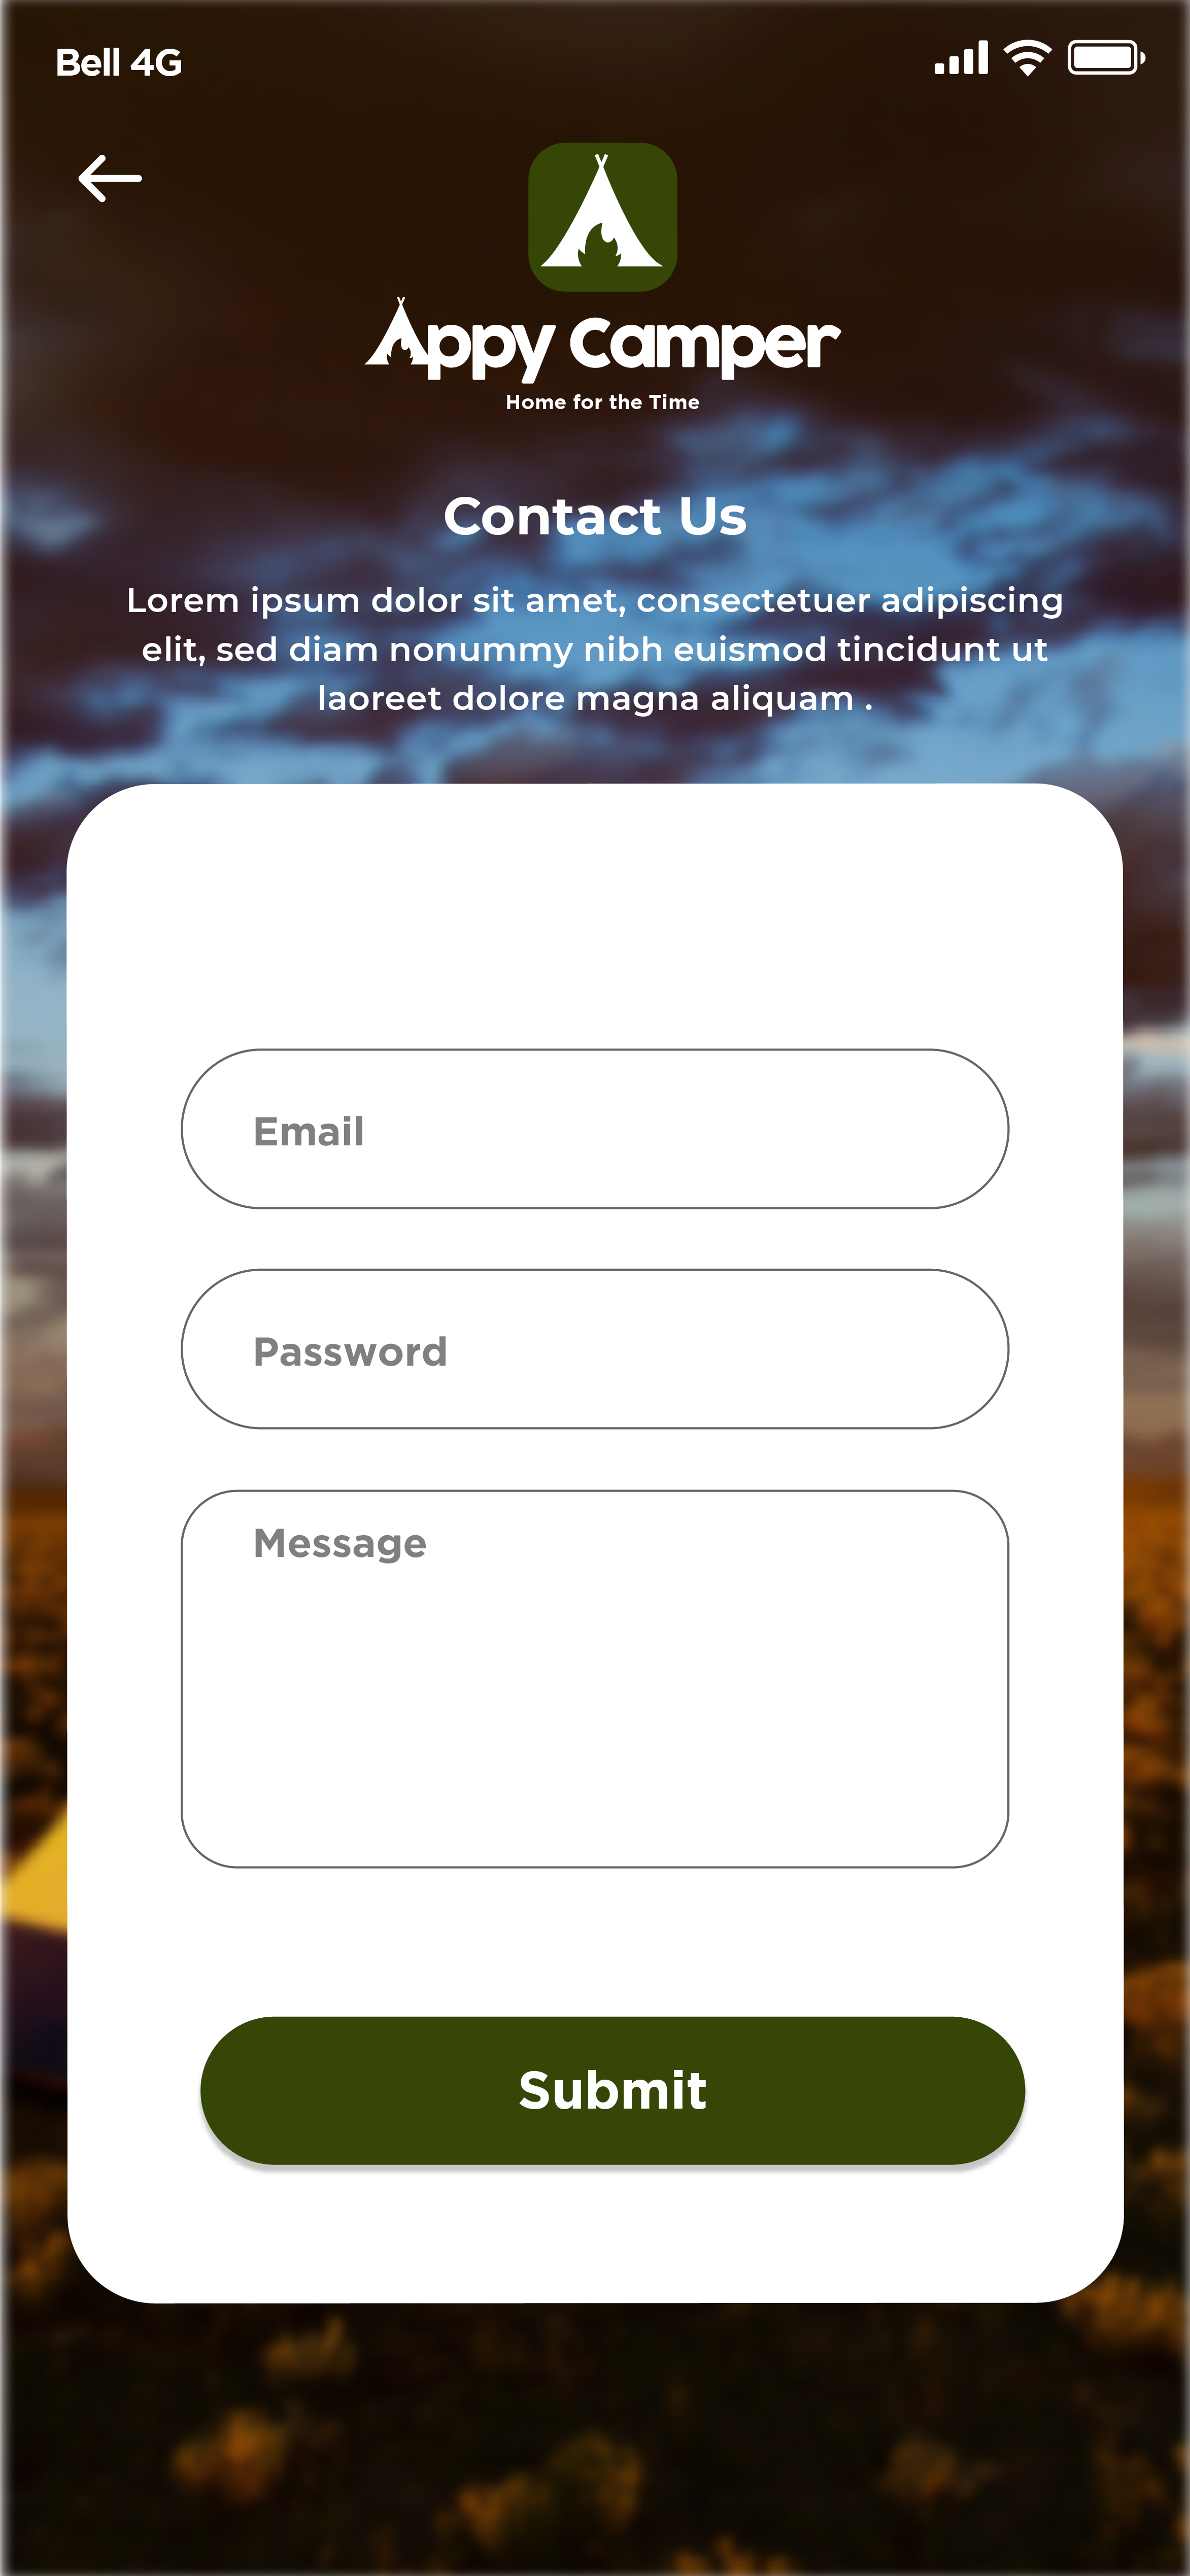 Bell 4G
Appy Camper
Home for the Time
Contact Us
Lorem ipsum dolor sit amet, consectetuer adipiscing
elit, sed diam nonummy nibh euismod tincidunt ut
laoreet dolore magna aliquam .
Email
Password
Message
Submit